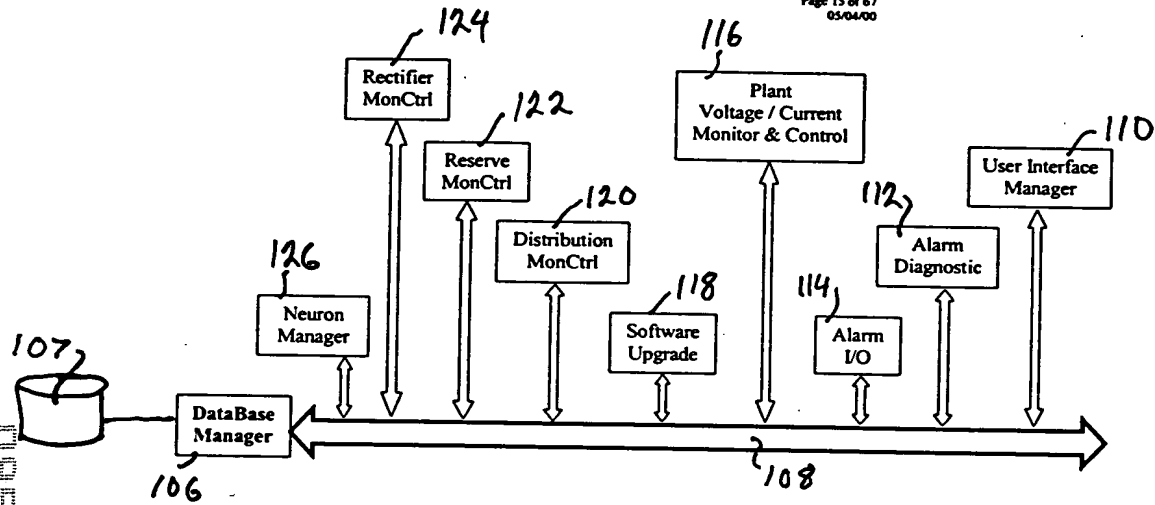 Page 15 of 67
05/04/00
124
116
Rectifier
MonCtrl
Plant
Voltage / Current
Monitor & Control
122
110
Reserve
MonCtrl
User Interface
Manager
120
112
Distribution
MonCtrl
Alarm
Diagnostic
126
118
114
Neuron
Manager
Software
Upgrade
Alarm
I/O
107
DataBase
Manager
106
108